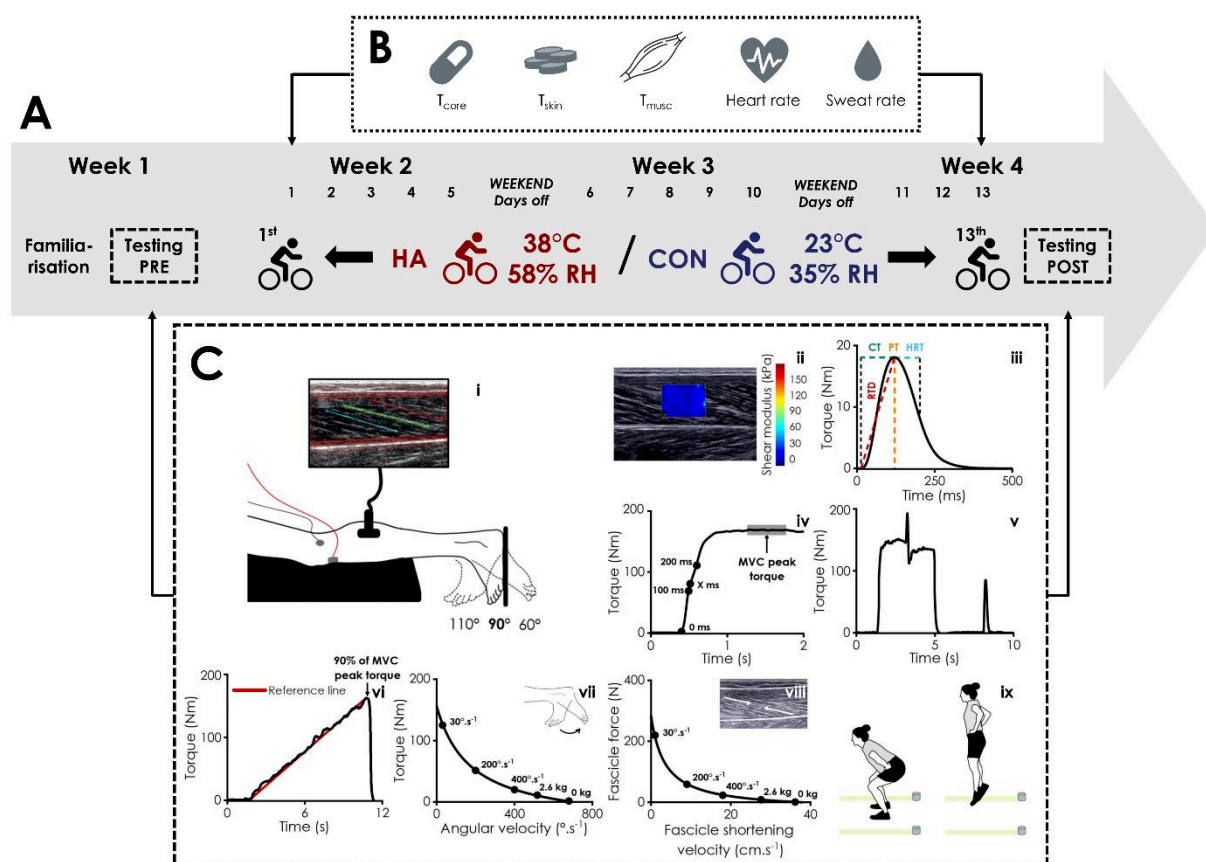 B
T_core
T_skin
T_musc
Heart rate
Sweat rate
A
Week 1
Week 2
Week 3
Week 4
1 2 3 4 5 WEEKEND Days off 6 7 8 9 10 WEEKEND Days off 11 12 13
Familia-
risation
Testing
PRE
1st
HA
38°C
58% RH
/
CON
23°C
35% RH
13th
Testing
POST
C
i
110° 90° 60°
ii
Shear modulus (kPa)
150
120
90
60
30
0
iii
CT PT HRT
RTD
Torque (Nm)
20
10
0
0 250 500
Time (ms)
iv
Torque (Nm)
200
100
0
200 ms
X ms
100 ms
0 ms
MVC peak
torque
0 1 2
Time (s)
v
Torque (Nm)
200
100
0
0 5 10
Time (s)
vi
90% of MVC
peak torque
Reference line
Torque (Nm)
200
100
0
0 6 12
Time (s)
vii
Torque (Nm)
200
100
0
30°.s-1
200°.s-1
400°.s-1
2.6 kg
0 kg
0 200 400 600 800
Angular velocity (°.s-1)
viii
Fascicle force (N)
400
200
0
30°.s-1
200°.s-1
400°.s-1
2.6 kg
0 kg
0 20 40
Fascicle shortening
velocity (cm.s-1)
ix